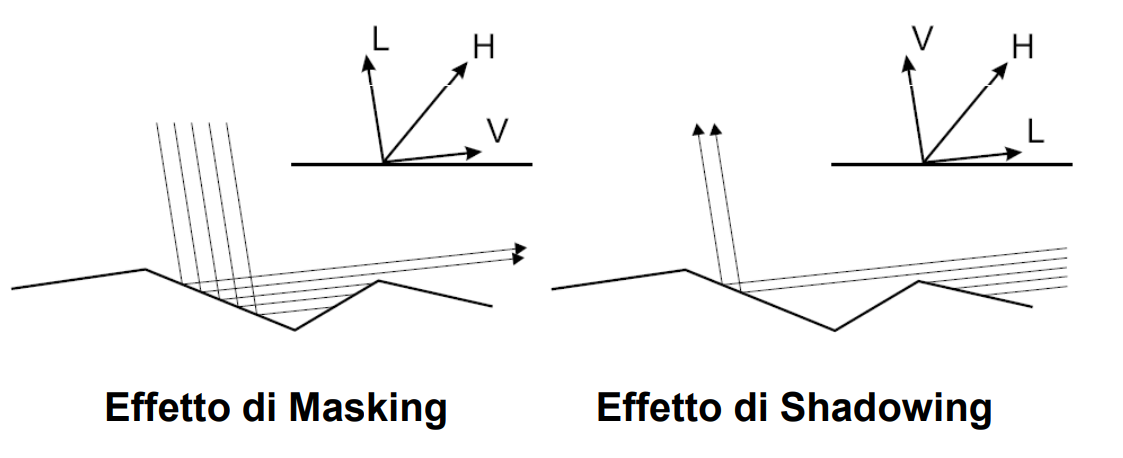 L
H
V
V
H
L
Effetto di Masking
Effetto di Shadowing